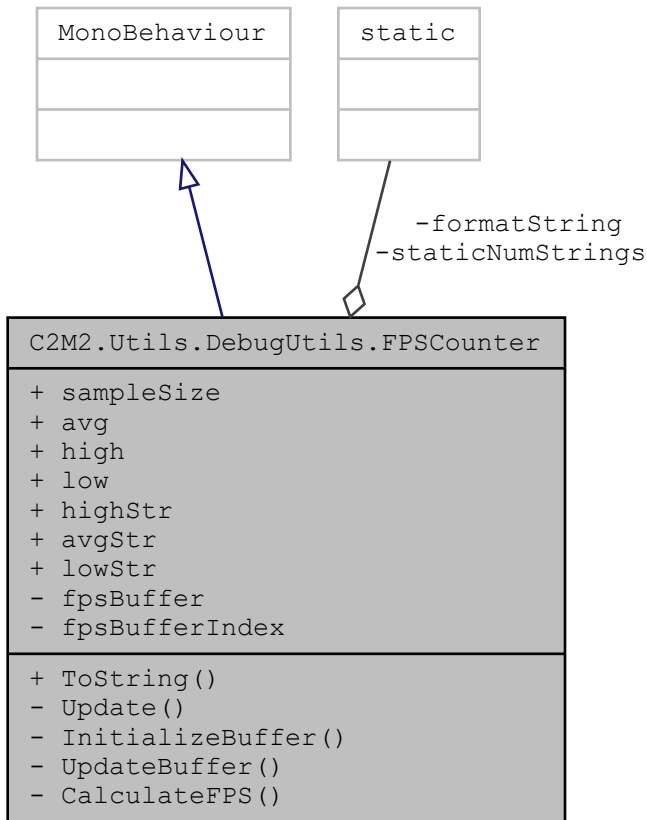 MonoBehaviour
static
-formatString
-staticNumStrings
C2M2.Utils.DebugUtils.FPSCounter
+ sampleSize
+ avg
+ high
+ low
+ highStr
+ avgStr
+ lowStr
- fpsBuffer
- fpsBufferIndex
+ ToString()
- Update()
- InitializeBuffer()
- UpdateBuffer()
- CalculateFPS()